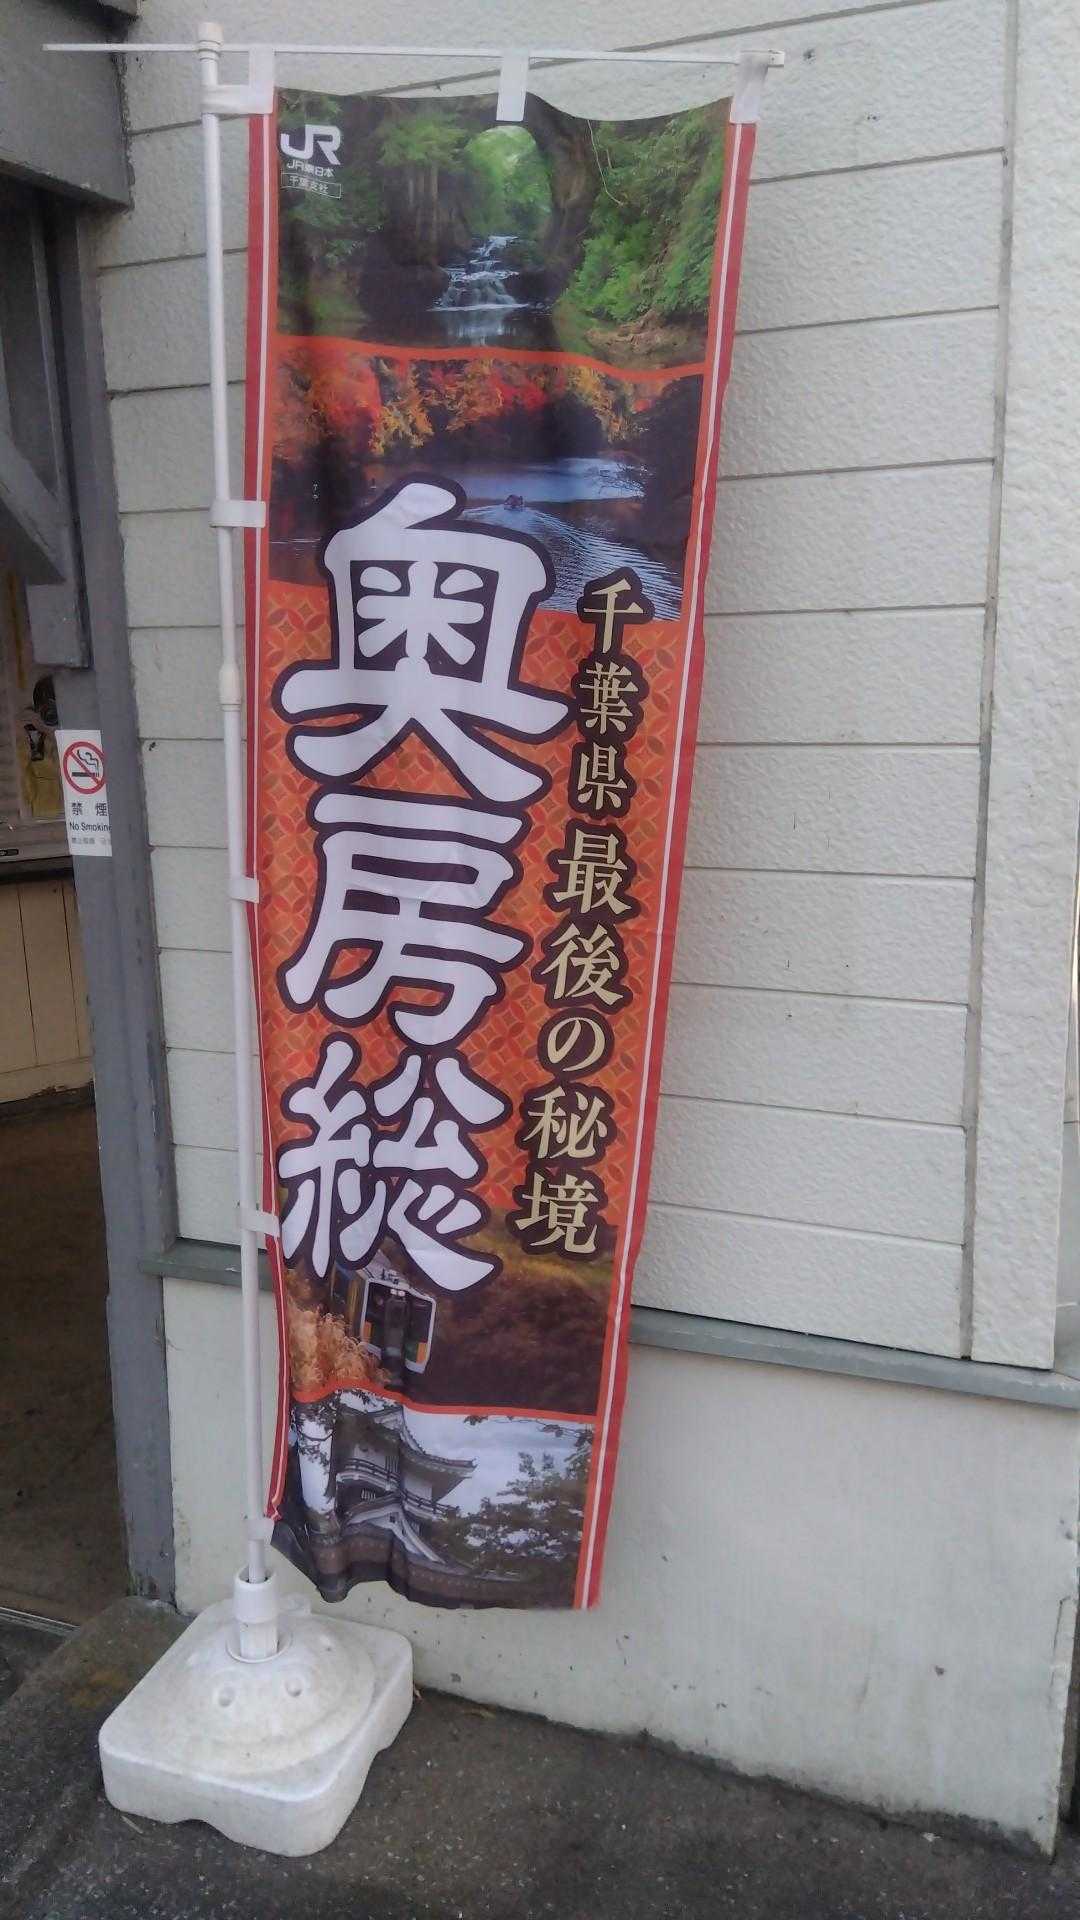 JR
JR東日本
千葉支社
千葉県最後の秘境
奥房総
禁煙
No Smoking